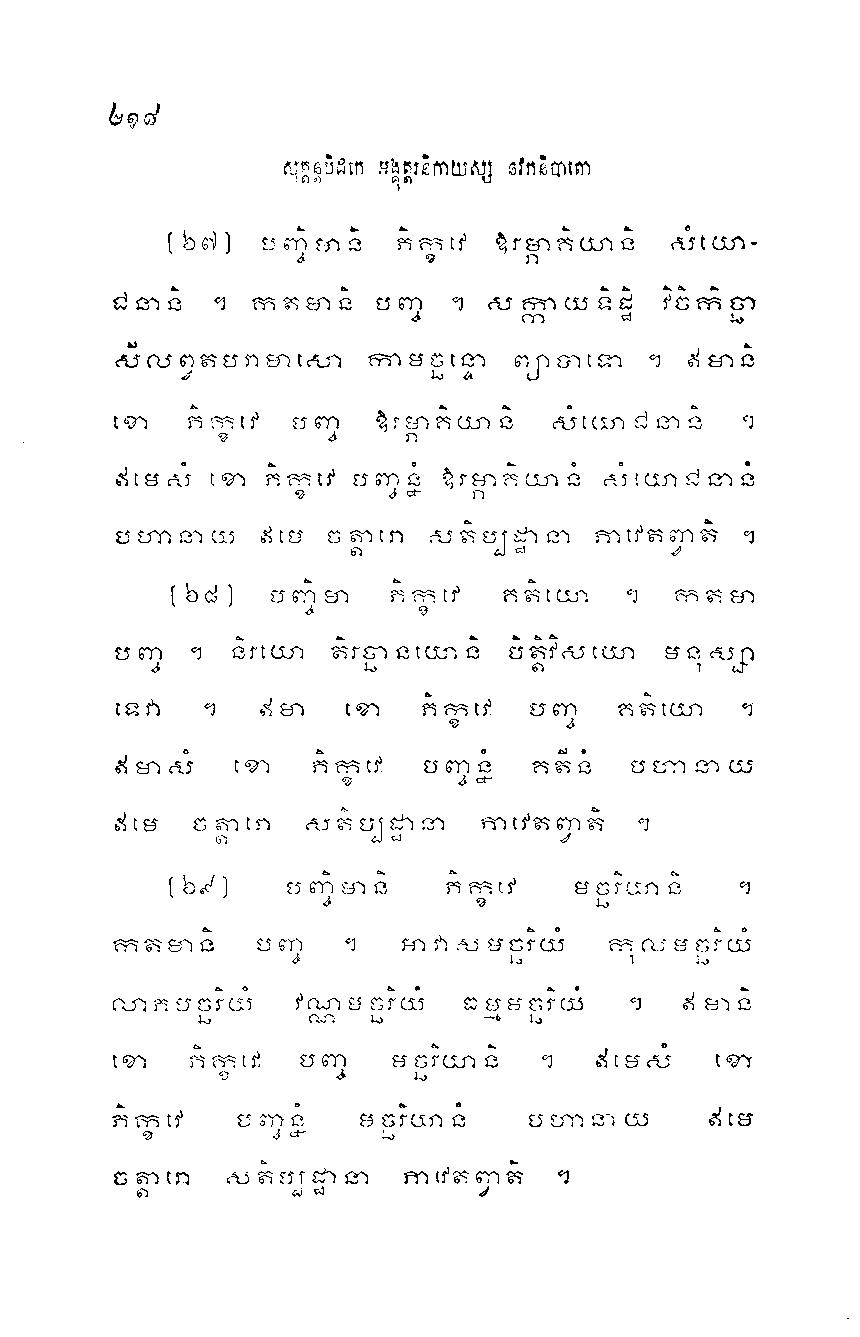 ២១៨
សុត្តន្តបិដកេ អង្គុត្តរនិកាយស្ស នវកនិបាតោ
[៦៧] បញ្ចិមានិ ភិក្ខវេ ឱរម្ភាគិយានិ សំយោ-
ជនានិ ។ កតមានិ បញ្ច ។ សក្កាយទិដ្ឋិ វិចិកិច្ឆា
សីលព្វតបរាមាសោ កាមច្ឆន្ទោ ព្យាបាទោ ។ ឥមានិ
ខោ ភិក្ខវេ បញ្ច ឱរម្ភាគិយានិ សំយោជនានិ ។
ឥមេសំ ខោ ភិក្ខវេ បញ្ចន្នំ ឱរម្ភាគិយានំ សំយោជនានំ
បហានាយ ឥមេ ចត្តារោ សតិប្បដ្ឋានា ភាវេតព្វាតិ ។
[៦៨] បញ្ចិមា ភិក្ខវេ គតិយោ ។ កតមា
បញ្ច ។ និរយោ តិរច្ឆានយោនិ បិត្តិវិសយោ មនុស្សា
ទេវា ។ ឥមា ខោ ភិក្ខវេ បញ្ច គតិយោ ។
ឥមាសំ ខោ ភិក្ខវេ បញ្ចន្នំ គតីនំ បហានាយ
ឥមេ ចត្តារោ សតិប្បដ្ឋានា ភាវេតព្វាតិ ។
[៦៩] បញ្ចិមានិ ភិក្ខវេ មច្ឆរិយានិ ។
កតមានិ បញ្ច ។ អាវាសមច្ឆរិយំ កុលមច្ឆរិយំ
លាភមច្ឆរិយំ វណ្ណមច្ឆរិយំ ធម្មមច្ឆរិយំ ។ ឥមានិ
ខោ ភិក្ខវេ បញ្ច មច្ឆរិយានិ ។ ឥមេសំ ខោ
ភិក្ខវេ បញ្ចន្នំ មច្ឆរិយានំ បហានាយ ឥមេ
ចត្តារោ សតិប្បដ្ឋានា ភាវេតព្វាតិ ។